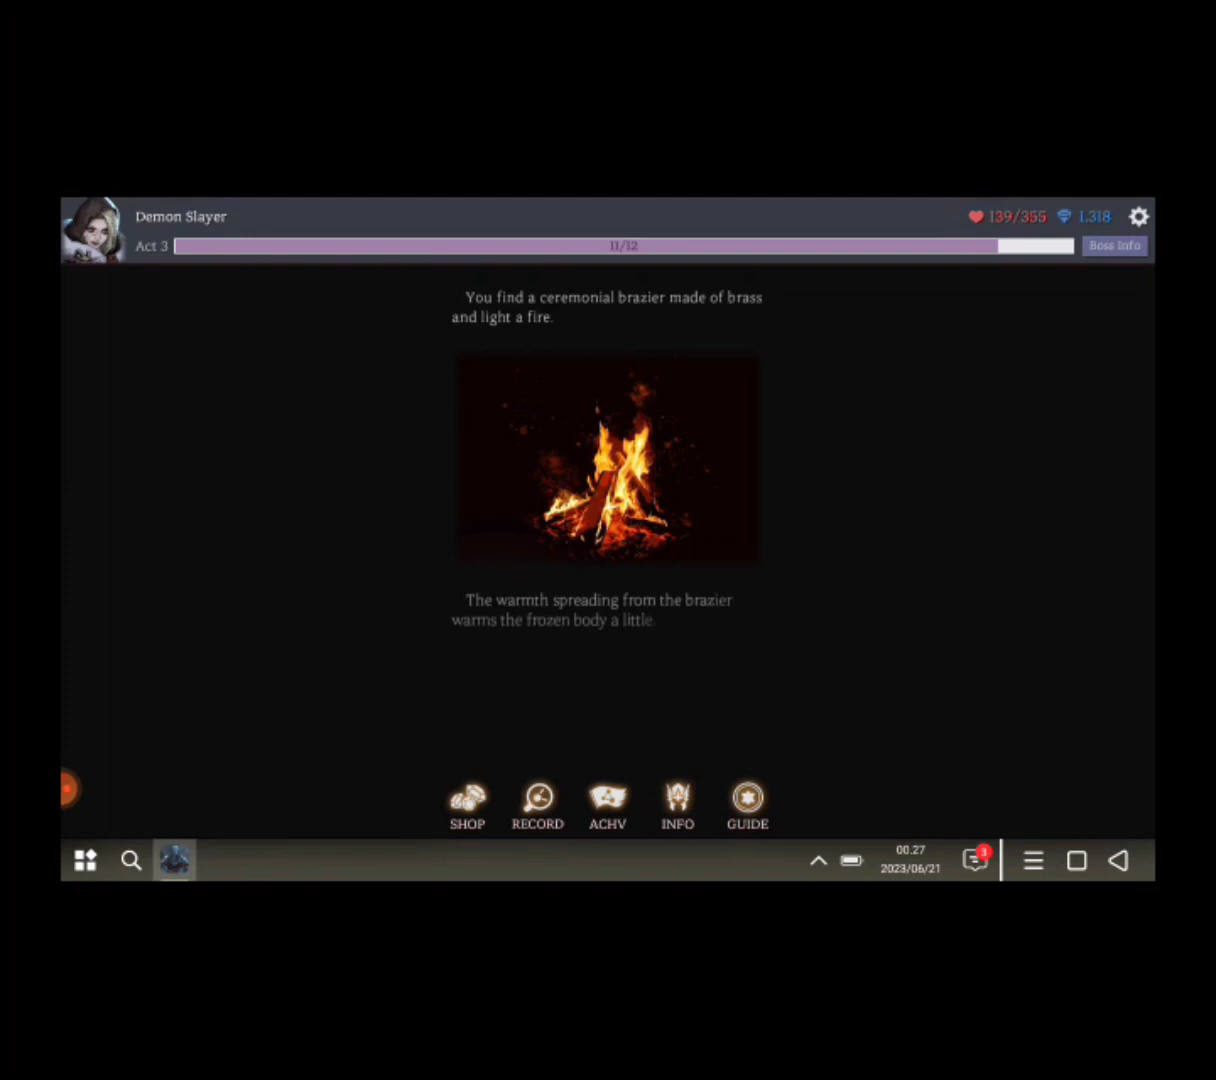 Demon Slayer
139/355
1,318
Act 3
11/12
Boss Info
You find a ceremonial brazier made of brass
and light a fire.
The warmth spreading from the brazier
warms the frozen body a little.
SHOP
RECORD
ACHV
INFO
GUIDE
00.27
2023/06/21
3